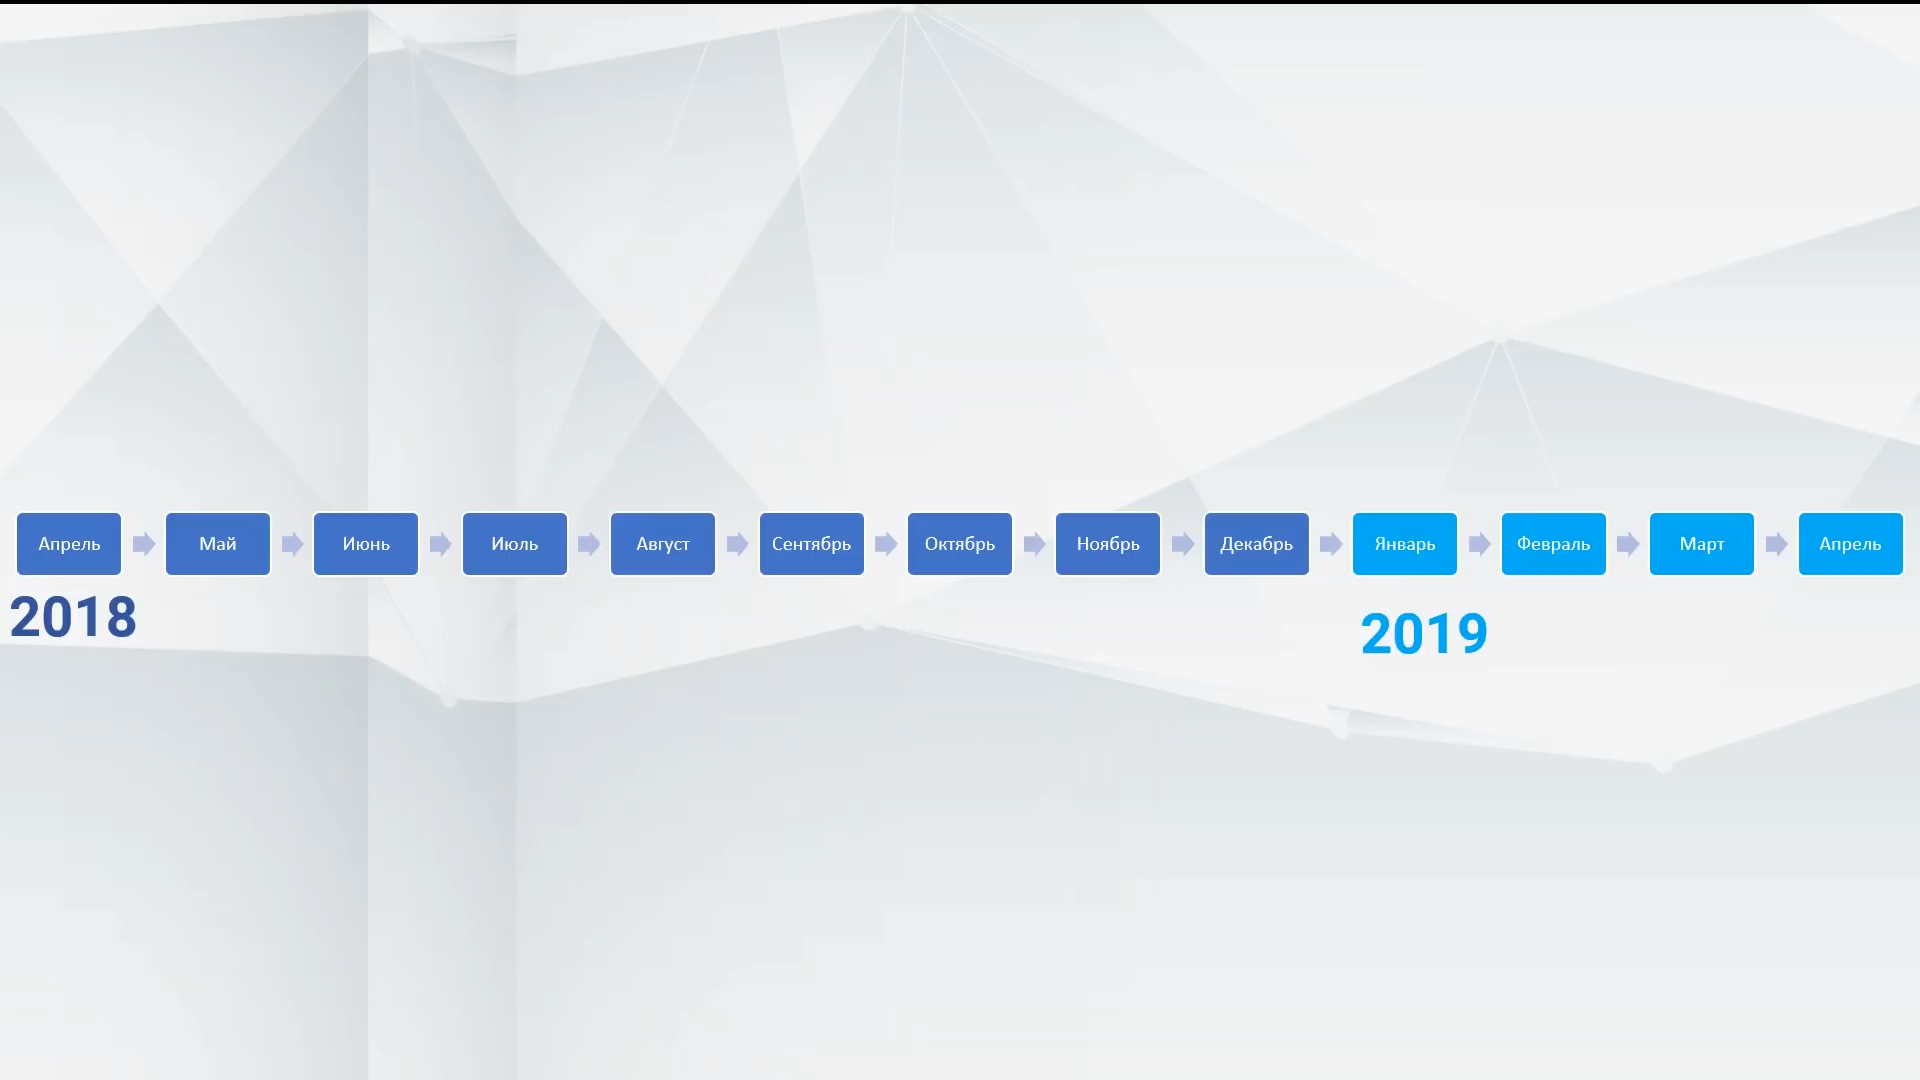 Апрель Май Июнь Июль Август Сентябрь Октябрь Ноябрь Декабрь Январь Февраль Март Апрель
2018
2019